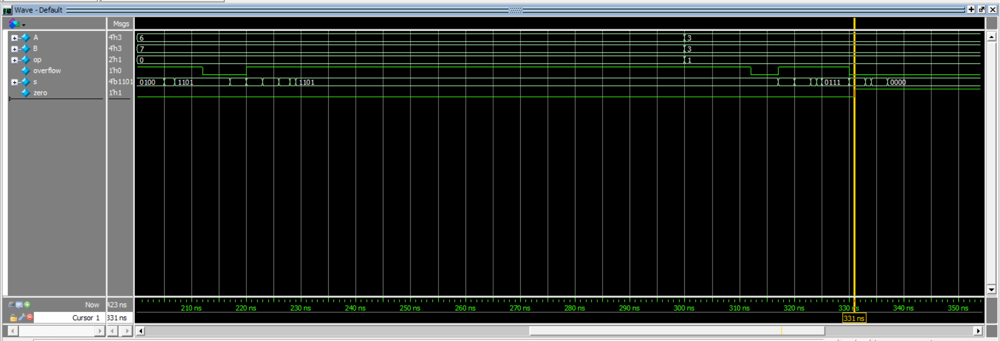 Wave - Default
Msgs
A 4'h3 6 3
B 4'h3 7 3
op 2'h1 0 1
overflow 1'h0
s 4'b1101 0100 1101 1101 0111 0000
zero 1'h1
Now 423 ns 210 ns 220 ns 230 ns 240 ns 250 ns 260 ns 270 ns 280 ns 290 ns 300 ns 310 ns 320 ns 330 ns 340 ns 350 ns
Cursor 1 331 ns 331 ns